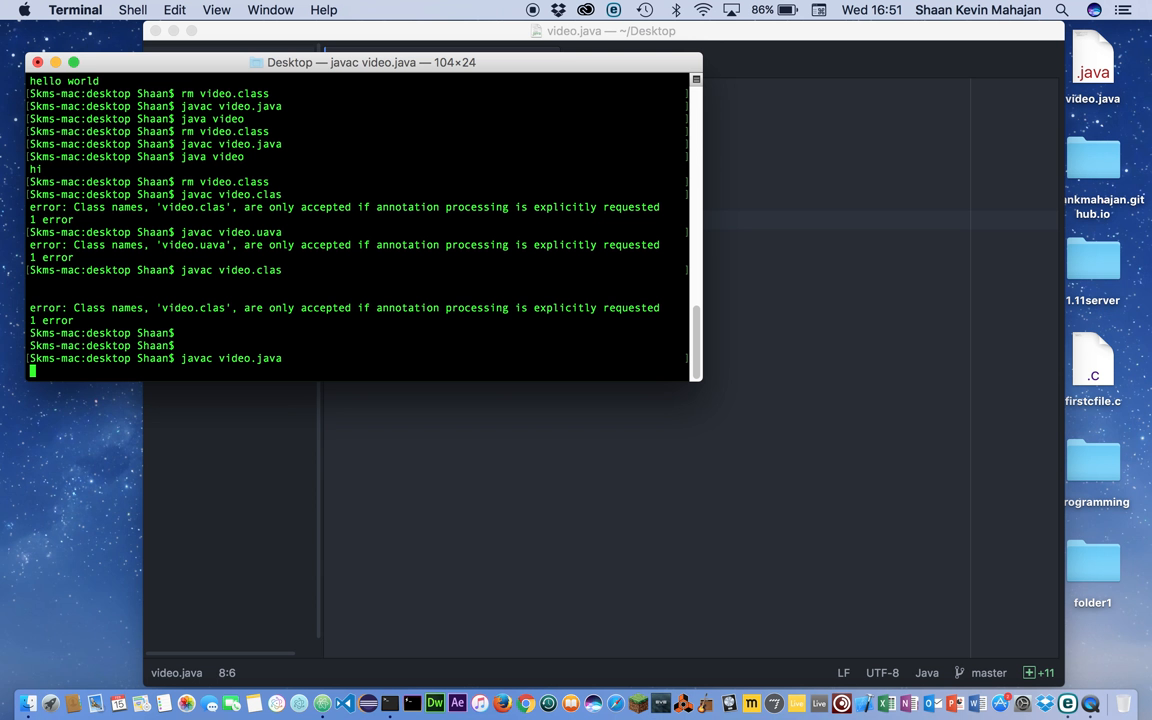 Terminal Shell Edit View Window Help 86% Wed 16:51 Shaan Kevin Mahajan
video.java — ~/Desktop
Desktop — javac video.java — 104×24
hello world
[Skms-mac:desktop Shaan$ rm video.class ]
[Skms-mac:desktop Shaan$ javac video.java ]
[Skms-mac:desktop Shaan$ java video ]
[Skms-mac:desktop Shaan$ rm video.class ]
[Skms-mac:desktop Shaan$ javac video.java ]
[Skms-mac:desktop Shaan$ java video ]
hi
[Skms-mac:desktop Shaan$ rm video.class ]
[Skms-mac:desktop Shaan$ javac video.clas ]
error: Class names, 'video.clas', are only accepted if annotation processing is explicitly requested
1 error
[Skms-mac:desktop Shaan$ javac video.uava ]
error: Class names, 'video.uava', are only accepted if annotation processing is explicitly requested
1 error
[Skms-mac:desktop Shaan$ javac video.clas ]
error: Class names, 'video.clas', are only accepted if annotation processing is explicitly requested
1 error
Skms-mac:desktop Shaan$
Skms-mac:desktop Shaan$
[Skms-mac:desktop Shaan$ javac video.java ]
.java
video.java
ankmahajan.git
hub.io
1.11server
.c
firstcfile.c
rogramming
folder1
video.java 8:6 LF UTF-8 Java master +11
15 Dw Ae m Live Live